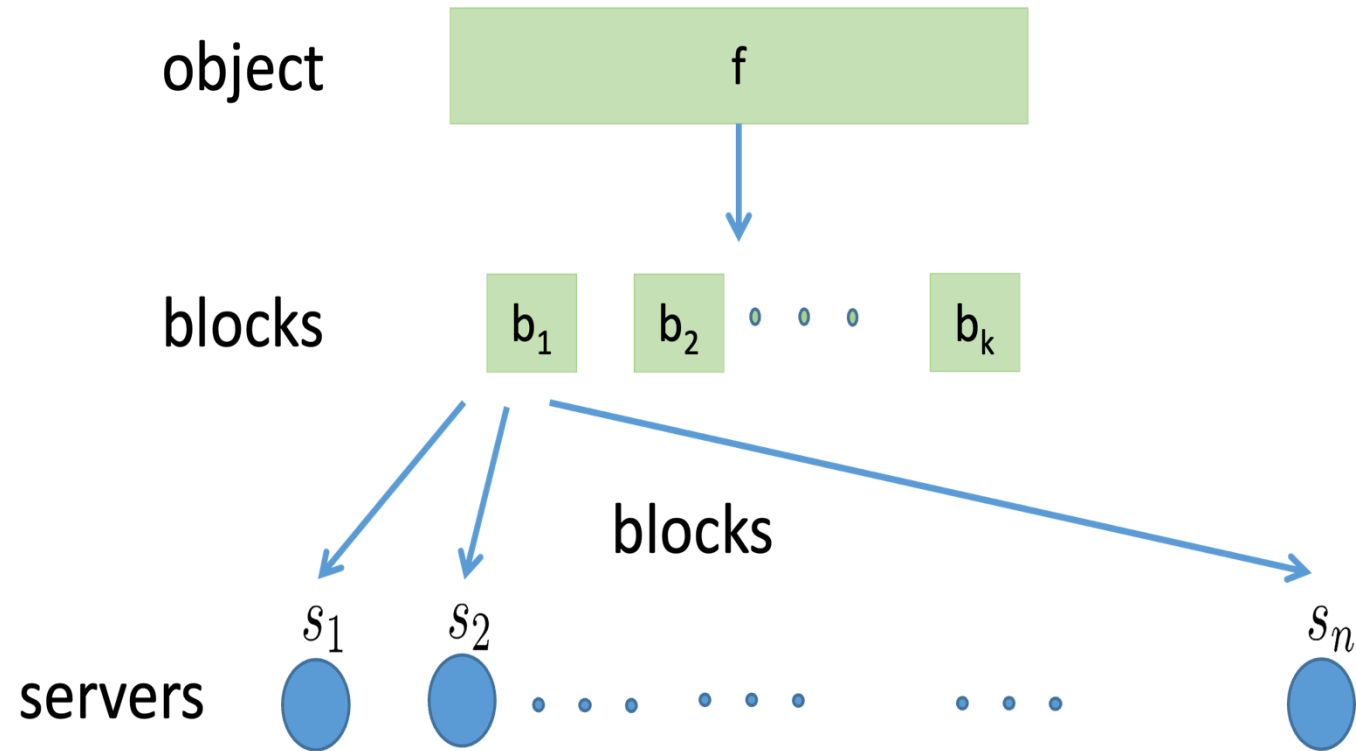 object f
blocks b₁ b₂ bₖ
blocks
s₁ s₂ sₙ
servers